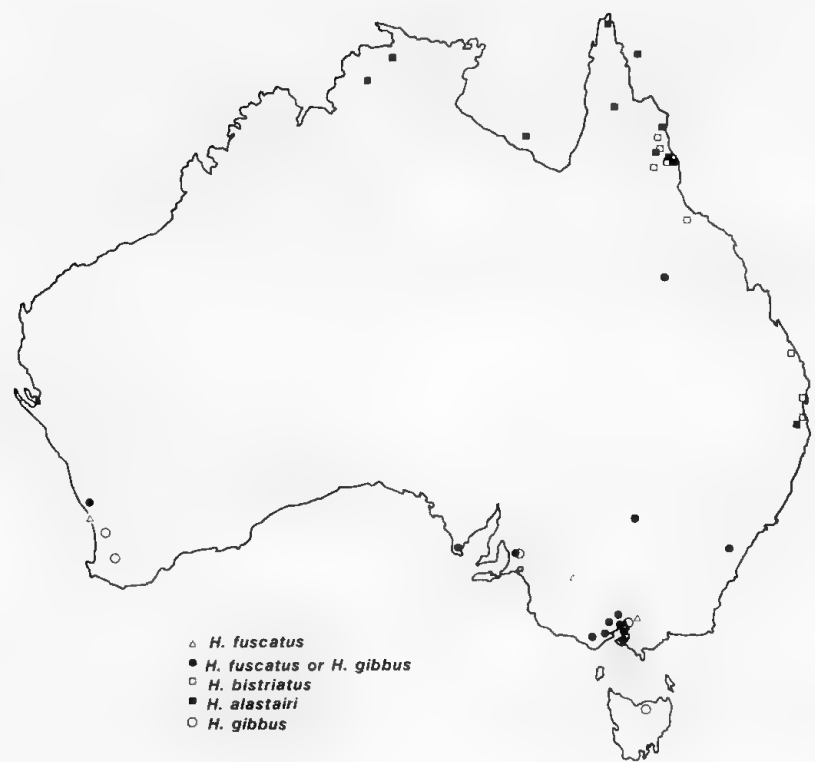 H. fuscatus
H. fuscatus or H. gibbus
H. bistriatus
H. alastairi
H. gibbus